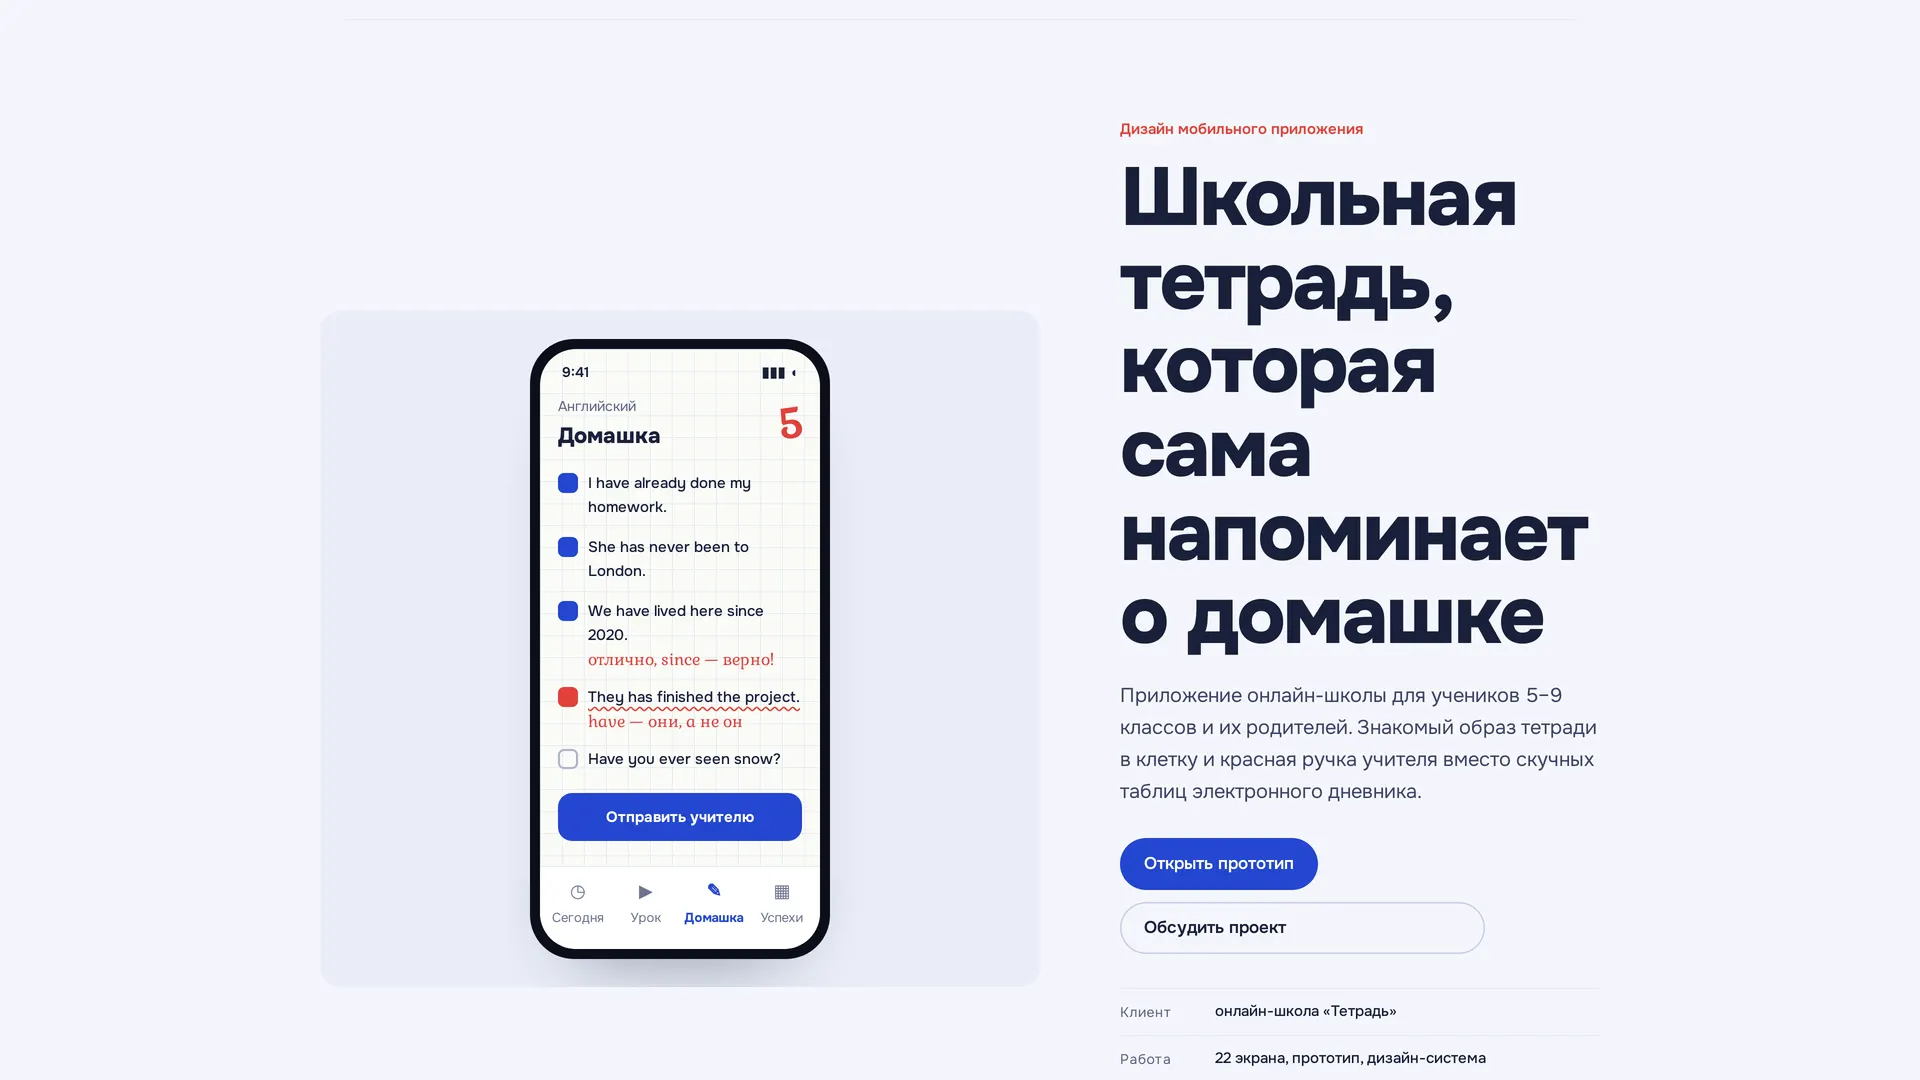 Дизайн мобильного приложения
Школьная
тетрадь,
которая
сама
напоминает
о домашке
Приложение онлайн-школы для учеников 5–9
классов и их родителей. Знакомый образ тетради
в клетку и красная ручка учителя вместо скучных
таблиц электронного дневника.
Открыть прототип
Обсудить проект
Клиент онлайн-школа «Тетрадь»
Работа 22 экрана, прототип, дизайн-система
9:41
Английский
Домашка
5
I have already done my
homework.
She has never been to
London.
We have lived here since
2020.
отлично, since — верно!
They has finished the project.
have — они, а не он
Have you ever seen snow?
Отправить учителю
Сегодня Урок Домашка Успехи